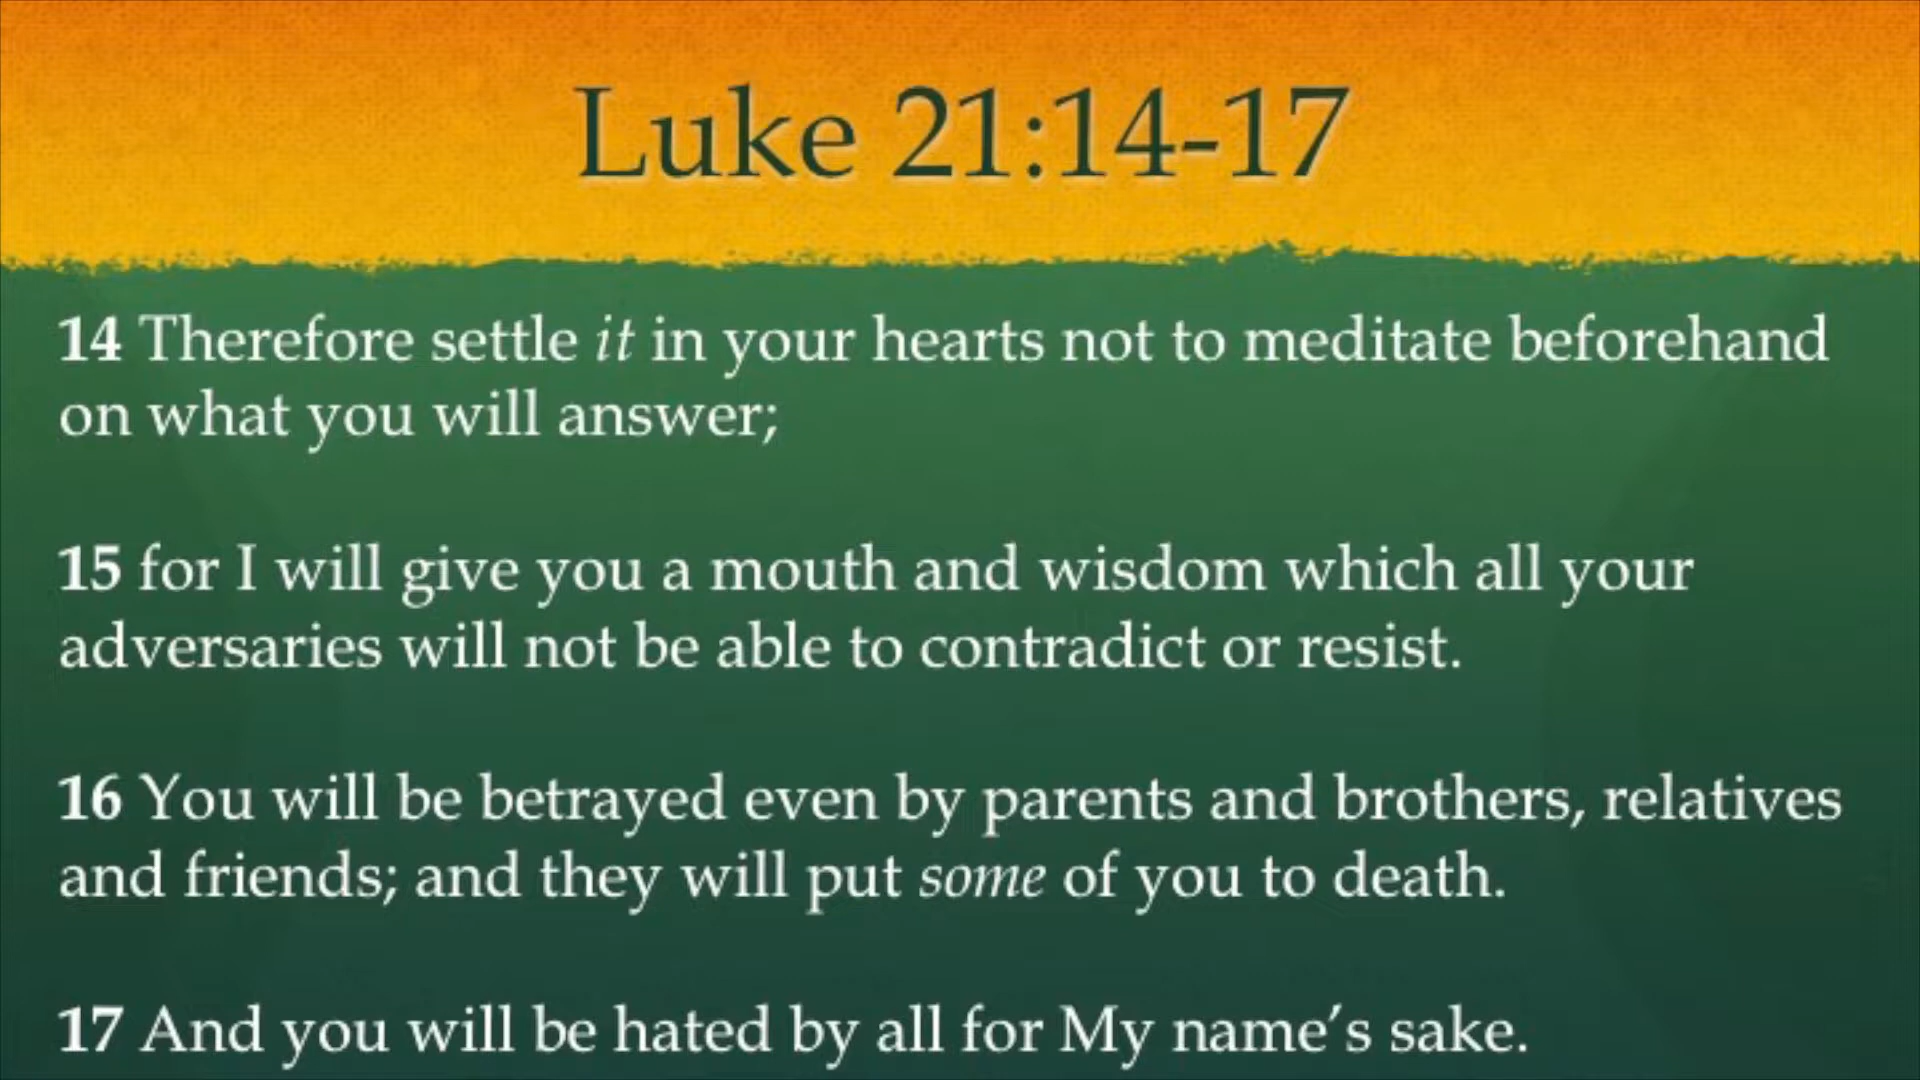 Luke 21:14-17
14 Therefore settle it in your hearts not to meditate beforehand
on what you will answer;
15 for I will give you a mouth and wisdom which all your
adversaries will not be able to contradict or resist.
16 You will be betrayed even by parents and brothers, relatives
and friends; and they will put some of you to death.
17 And you will be hated by all for My name’s sake.